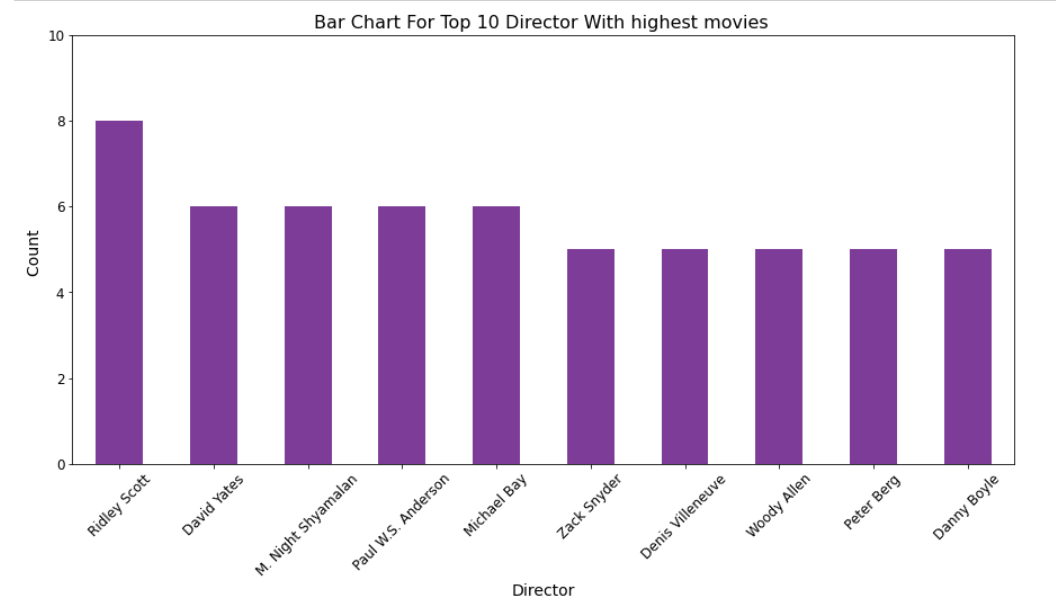 Bar Chart For Top 10 Director With highest movies
10
8
6
4
2
0
Count
Ridley Scott
David Yates
M. Night Shyamalan
Paul W.S. Anderson
Michael Bay
Zack Snyder
Denis Villeneuve
Woody Allen
Peter Berg
Danny Boyle
Director